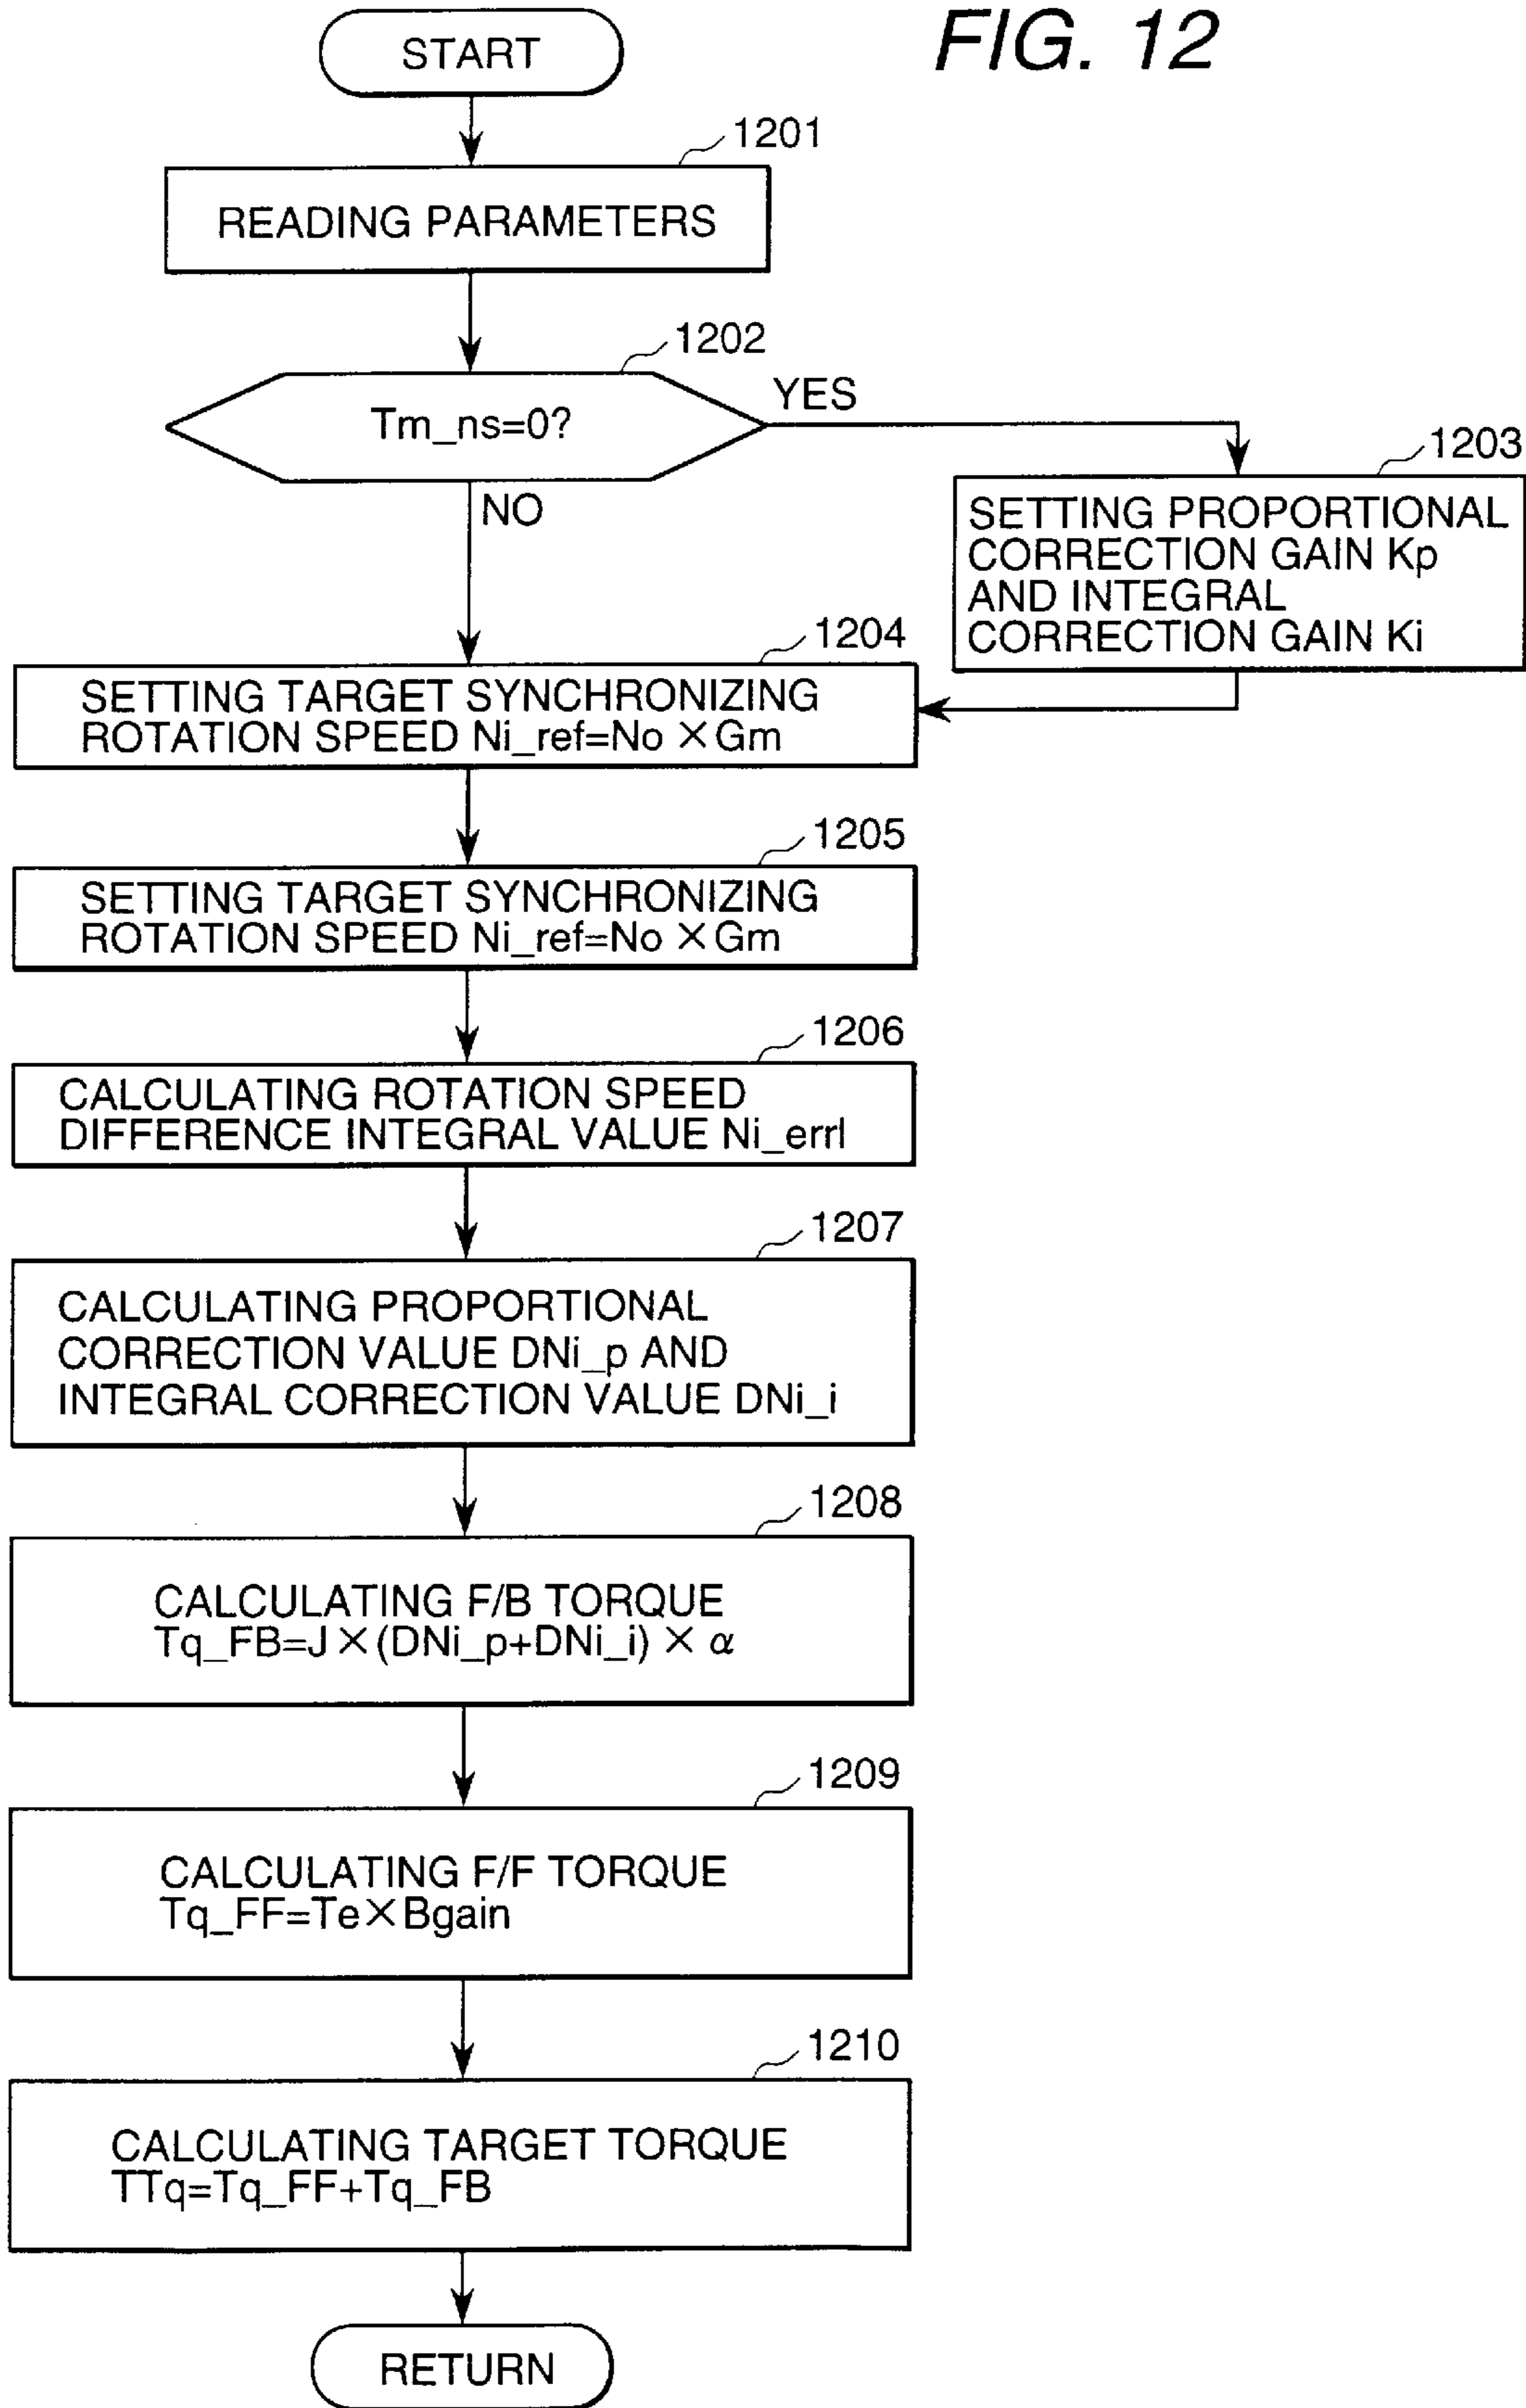 FIG. 12
START
1201
READING PARAMETERS
1202
Tm_ns=0?
YES
NO
1203
SETTING PROPORTIONAL
CORRECTION GAIN Kp
AND INTEGRAL
CORRECTION GAIN Ki
1204
SETTING TARGET SYNCHRONIZING
ROTATION SPEED Ni_ref=No ×Gm
1205
SETTING TARGET SYNCHRONIZING
ROTATION SPEED Ni_ref=No ×Gm
1206
CALCULATING ROTATION SPEED
DIFFERENCE INTEGRAL VALUE Ni_errI
1207
CALCULATING PROPORTIONAL
CORRECTION VALUE DNi_p AND
INTEGRAL CORRECTION VALUE DNi_i
1208
CALCULATING F/B TORQUE
Tq_FB=J×(DNi_p+DNi_i) × α
1209
CALCULATING F/F TORQUE
Tq_FF=Te×Bgain
1210
CALCULATING TARGET TORQUE
TTq=Tq_FF+Tq_FB
RETURN